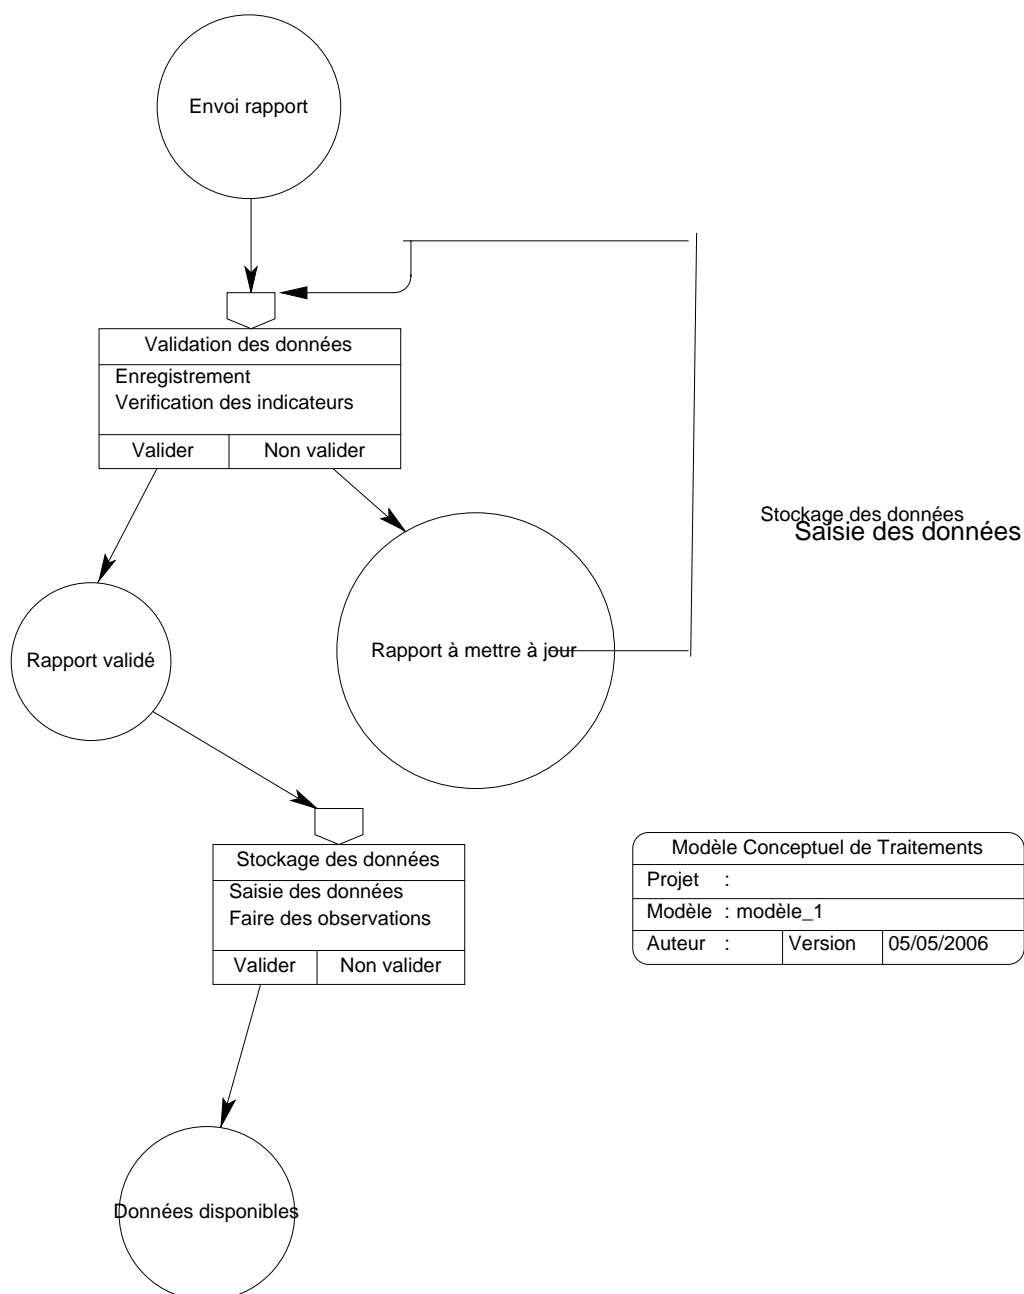 Envoi rapport
Validation des données
Enregistrement
Verification des indicateurs
Valider
Non valider
Stockage des données
Saisie des données
Rapport validé
Rapport à mettre à jour
Stockage des données
Saisie des données
Faire des observations
Valider
Non valider
Modèle Conceptuel de Traitements
Projet :
Modèle : modèle_1
Auteur :
Version
05/05/2006
Données disponibles